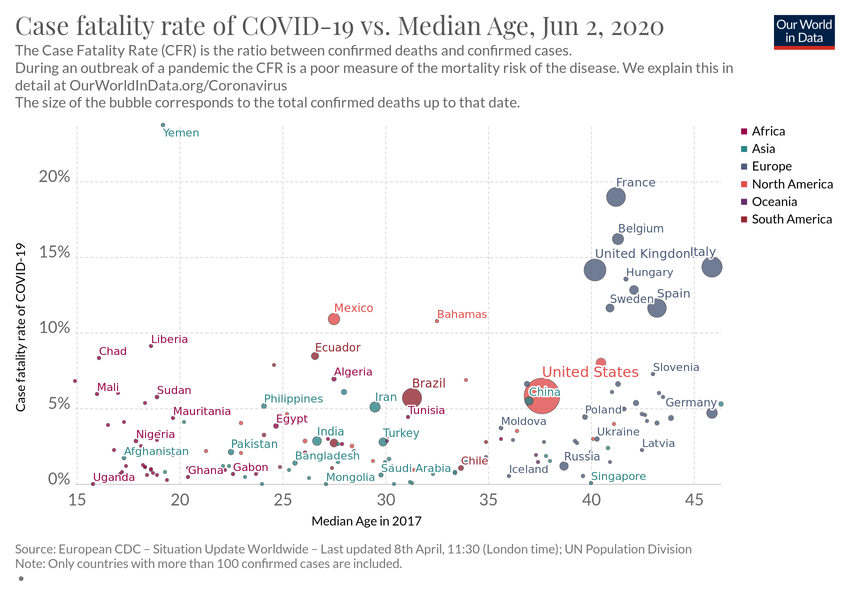 Case fatality rate of COVID-19 vs. Median Age, Jun 2, 2020
Our World
in Data
The Case Fatality Rate (CFR) is the ratio between confirmed deaths and confirmed cases.
During an outbreak of a pandemic the CFR is a poor measure of the mortality risk of the disease. We explain this in
detail at OurWorldInData.org/Coronavirus
The size of the bubble corresponds to the total confirmed deaths up to that date.
Africa
Asia
Europe
North America
Oceania
South America
Case fatality rate of COVID-19
20%
15%
10%
5%
0%
Yemen
France
Belgium
United Kingdom
Italy
Hungary
Sweden
Spain
Mexico
Bahamas
Liberia
Chad
Ecuador
Algeria
Slovenia
United States
Mali
Sudan
Brazil
China
Philippines
Iran
Mauritania
Tunisia
Poland
Germany
Egypt
Moldova
Nigeria
India
Turkey
Ukraine
Latvia
Afghanistan
Pakistan
Bangladesh
Russia
Uganda
Ghana
Gabon
Mongolia
Saudi Arabia
Chile
Iceland
Singapore
15
20
25
30
35
40
45
Median Age in 2017
Source: European CDC – Situation Update Worldwide – Last updated 8th April, 11:30 (London time); UN Population Division
Note: Only countries with more than 100 confirmed cases are included.